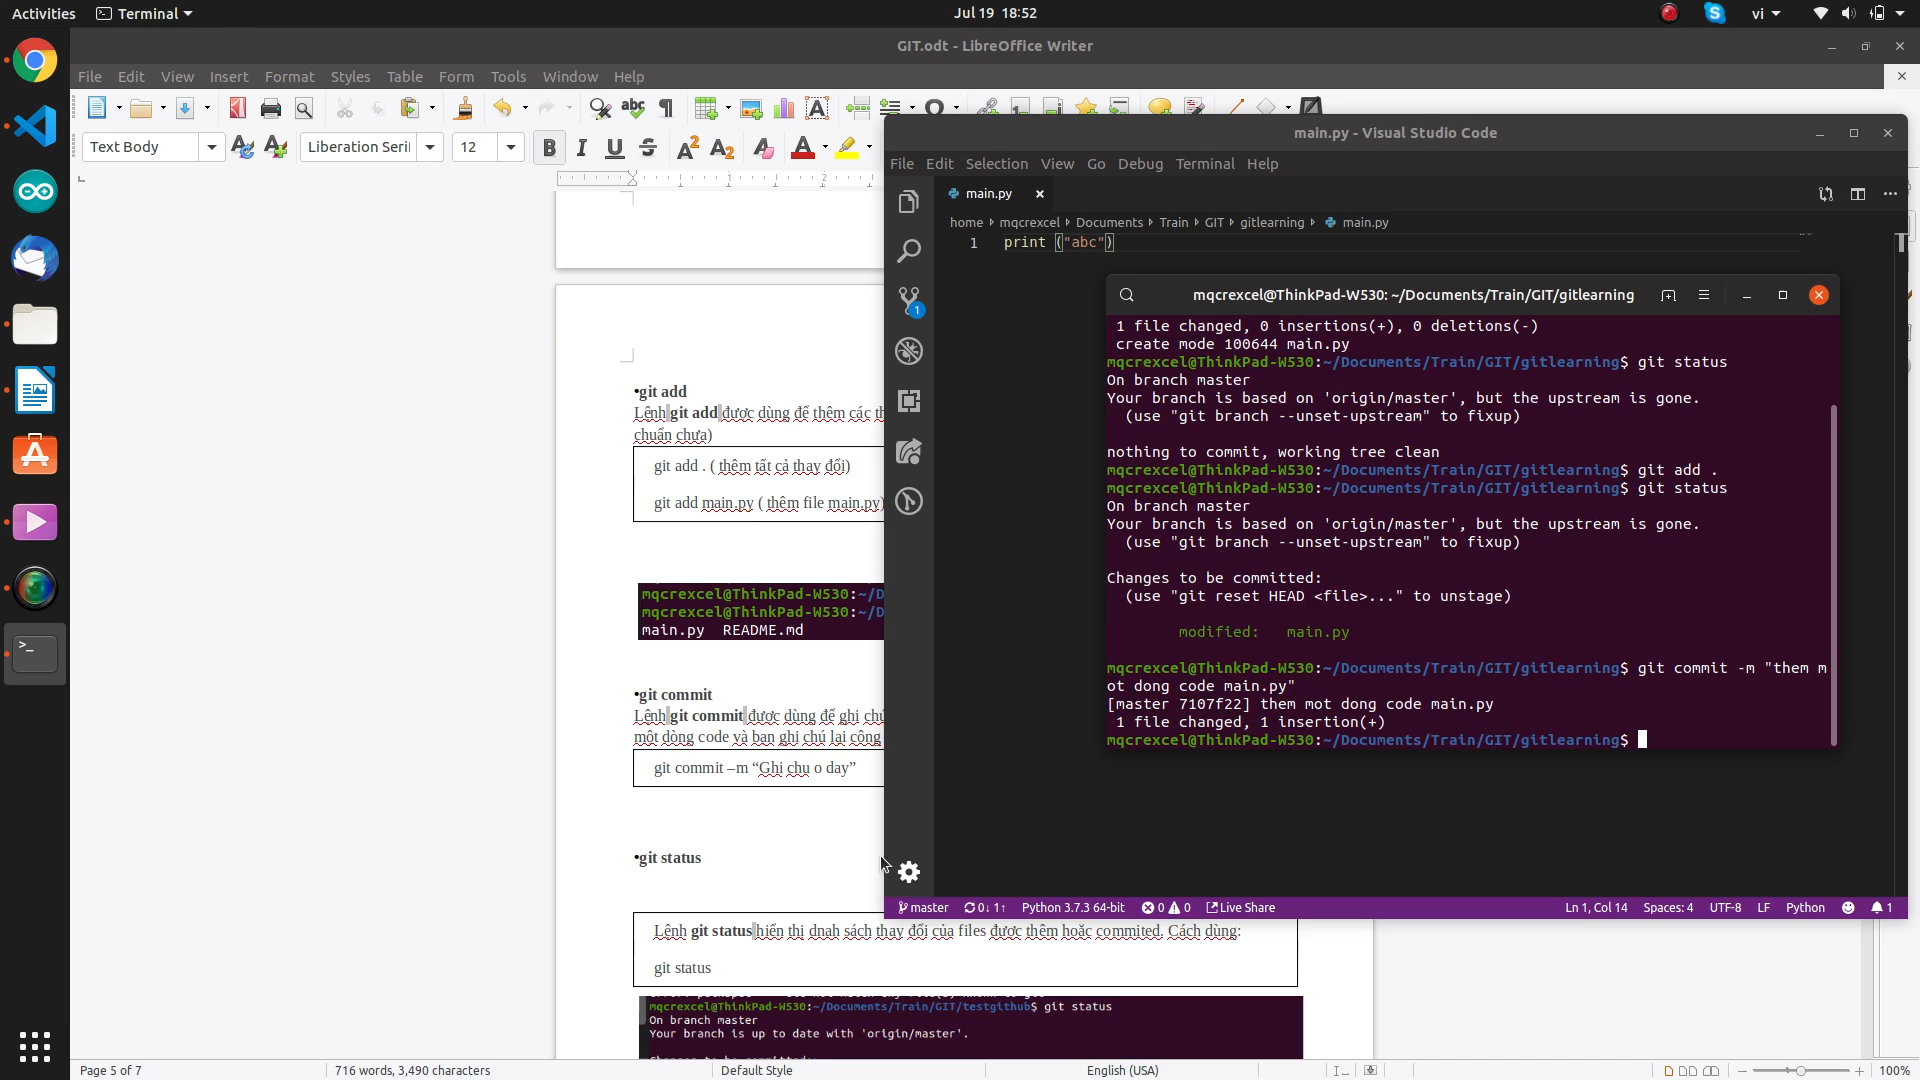 Activities Terminal Jul 19 18:52 vi
GIT.odt - LibreOffice Writer
File Edit View Insert Format Styles Table Form Tools Window Help
Text Body Liberation Seri 12
•git add
Lệnh git add được dùng để thêm các th
chuẩn chưa)
git add . ( thêm tất cả thay đổi)
git add main.py ( thêm file main.py)
mqcrexcel@ThinkPad-W530:~/D
mqcrexcel@ThinkPad-W530:~/D
main.py README.md
•git commit
Lệnh git commit được dùng để ghi chú
một dòng code và bạn ghi chú lại công
git commit –m “Ghi chu o day”
•git status
Lệnh git status hiển thị dnah sách thay đổi của files được thêm hoặc commited. Cách dùng:
git status
mqcrexcel@ThinkPad-W530:~/Documents/Train/GIT/testgithub$ git status
On branch master
Your branch is up to date with 'origin/master'.
main.py - Visual Studio Code
File Edit Selection View Go Debug Terminal Help
main.py
home mqcrexcel Documents Train GIT gitlearning main.py
1 print ("abc")
1
mqcrexcel@ThinkPad-W530: ~/Documents/Train/GIT/gitlearning
1 file changed, 0 insertions(+), 0 deletions(-)
create mode 100644 main.py
mqcrexcel@ThinkPad-W530:~/Documents/Train/GIT/gitlearning$ git status
On branch master
Your branch is based on 'origin/master', but the upstream is gone.
(use "git branch --unset-upstream" to fixup)
nothing to commit, working tree clean
mqcrexcel@ThinkPad-W530:~/Documents/Train/GIT/gitlearning$ git add .
mqcrexcel@ThinkPad-W530:~/Documents/Train/GIT/gitlearning$ git status
On branch master
Your branch is based on 'origin/master', but the upstream is gone.
(use "git branch --unset-upstream" to fixup)
Changes to be committed:
(use "git reset HEAD <file>..." to unstage)
modified: main.py
mqcrexcel@ThinkPad-W530:~/Documents/Train/GIT/gitlearning$ git commit -m "them m
ot dong code main.py"
[master 7107f22] them mot dong code main.py
1 file changed, 1 insertion(+)
mqcrexcel@ThinkPad-W530:~/Documents/Train/GIT/gitlearning$
master 0↓ 1↑ Python 3.7.3 64-bit 0 0 Live Share Ln 1, Col 14 Spaces: 4 UTF-8 LF Python 1
Page 5 of 7 716 words, 3,490 characters Default Style English (USA) 100%